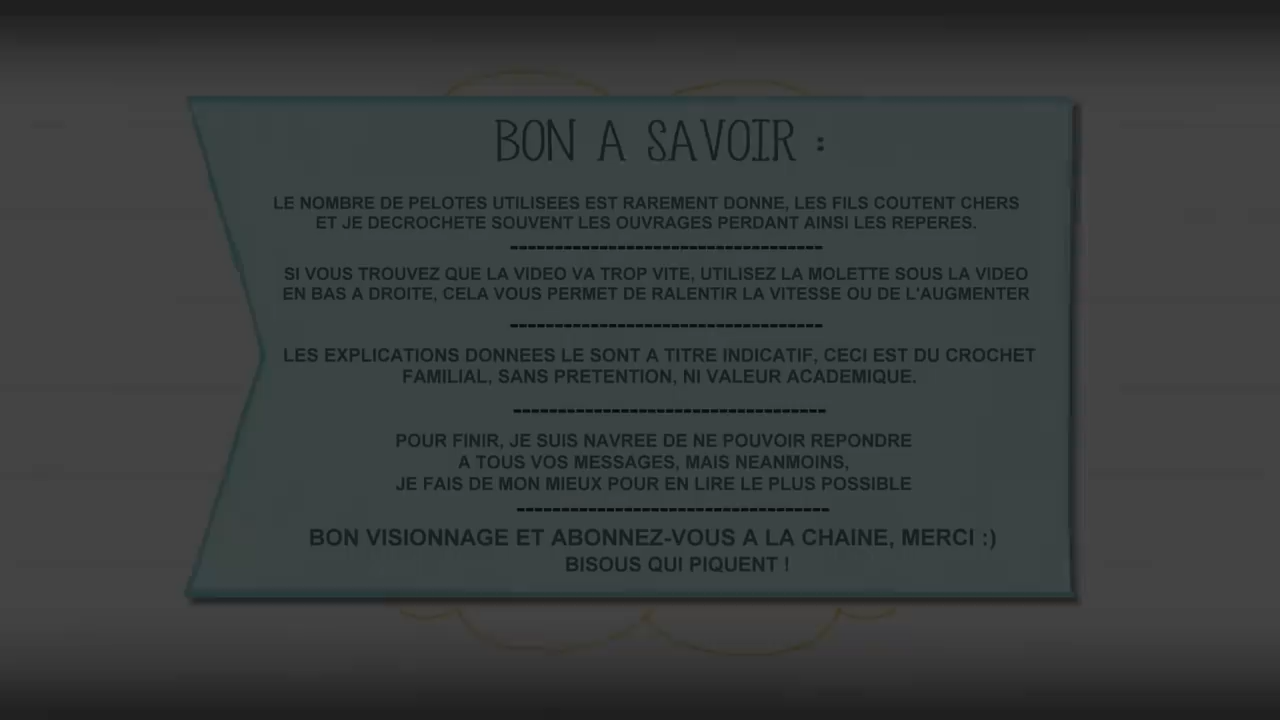 BON A SAVOIR :
LE NOMBRE DE PELOTES UTILISEES EST RAREMENT DONNE, LES FILS COUTENT CHERS
ET JE DECROCHETE SOUVENT LES OUVRAGES PERDANT AINSI LES REPERES.
-----------------------------------
SI VOUS TROUVEZ QUE LA VIDEO VA TROP VITE, UTILISEZ LA MOLETTE SOUS LA VIDEO
EN BAS A DROITE, CELA VOUS PERMET DE RALENTIR LA VITESSE OU DE L'AUGMENTER
-----------------------------------
LES EXPLICATIONS DONNEES LE SONT A TITRE INDICATIF, CECI EST DU CROCHET
FAMILIAL, SANS PRETENTION, NI VALEUR ACADEMIQUE.
-----------------------------------
POUR FINIR, JE SUIS NAVREE DE NE POUVOIR REPONDRE
A TOUS VOS MESSAGES, MAIS NEANMOINS,
JE FAIS DE MON MIEUX POUR EN LIRE LE PLUS POSSIBLE
-----------------------------------
BON VISIONNAGE ET ABONNEZ-VOUS A LA CHAINE, MERCI :)
BISOUS QUI PIQUENT !